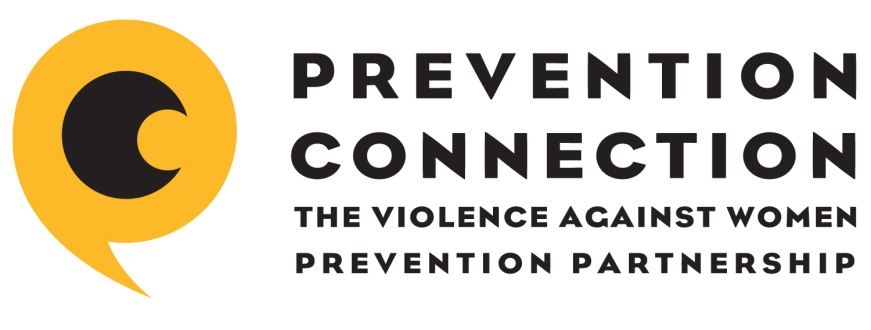 PREVENTION
CONNECTION
THE VIOLENCE AGAINST WOMEN
PREVENTION PARTNERSHIP